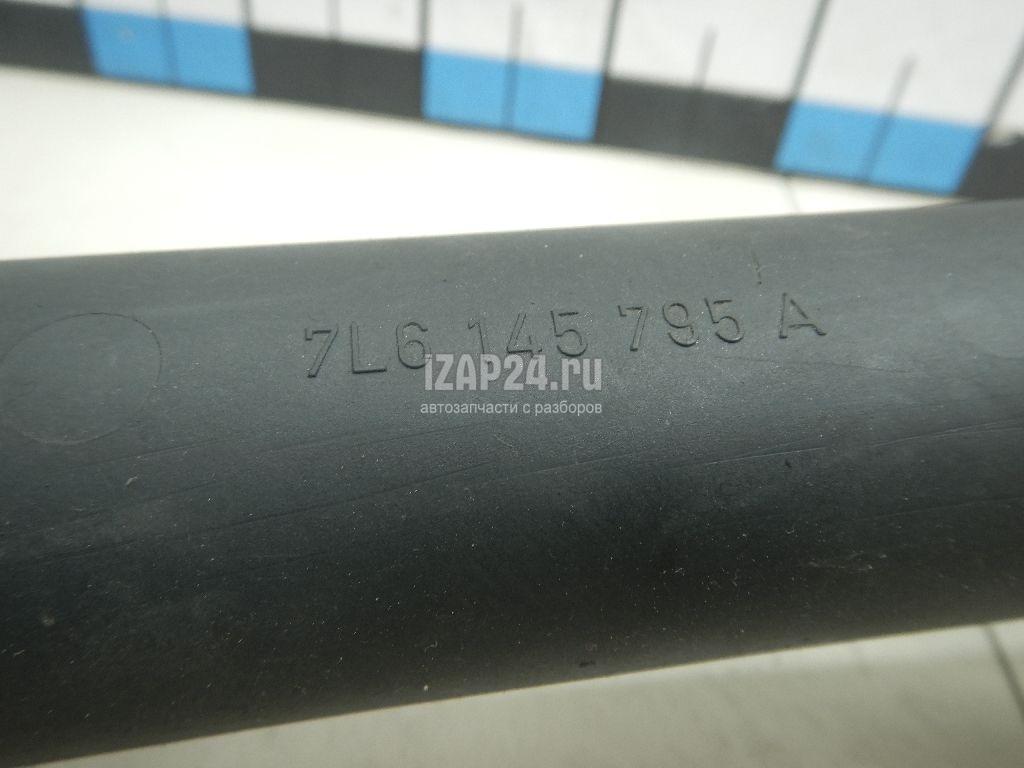 7L6 145 795 A
iZAP24.ru
автозапчасти с разборов